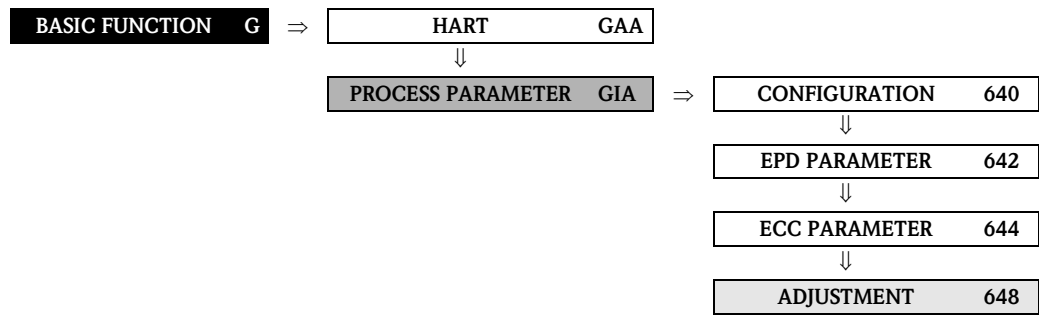 BASIC FUNCTION G ⇒ HART GAA
⇓
PROCESS PARAMETER GIA ⇒ CONFIGURATION 640
⇓
EPD PARAMETER 642
⇓
ECC PARAMETER 644
⇓
ADJUSTMENT 648